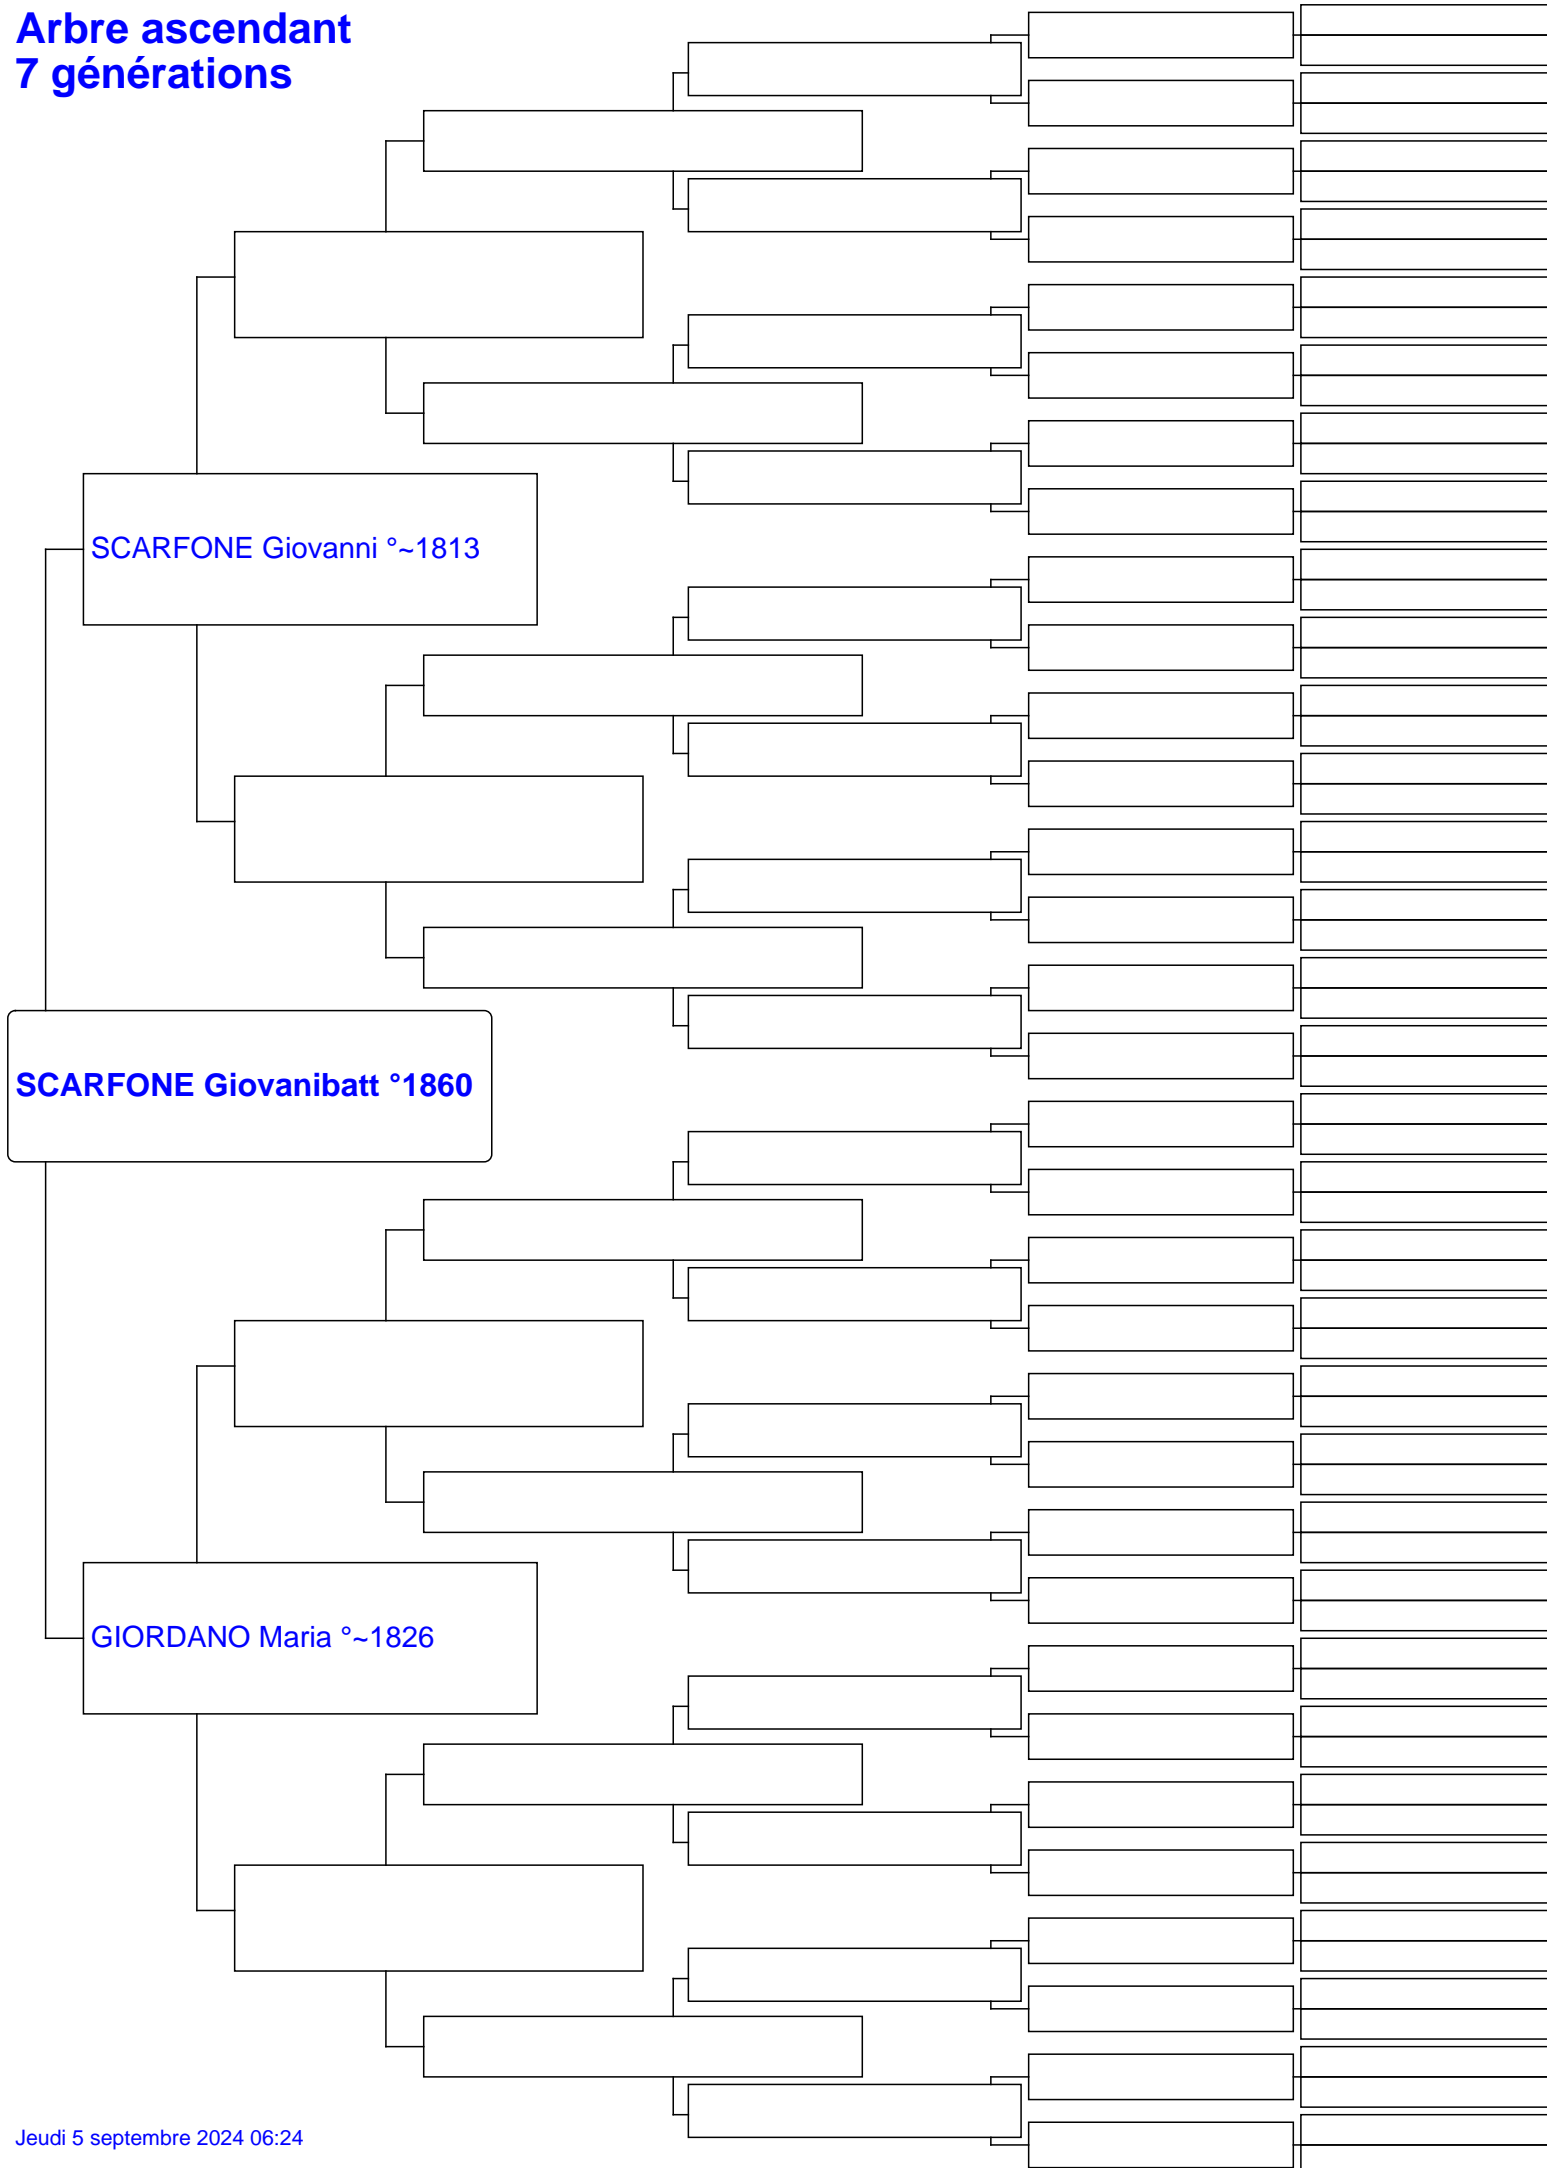 Arbre ascendant
7 générations
SCARFONE Giovanni °~1813
SCARFONE Giovanibatt °1860
GIORDANO Maria °~1826
Jeudi 5 septembre 2024 06:24